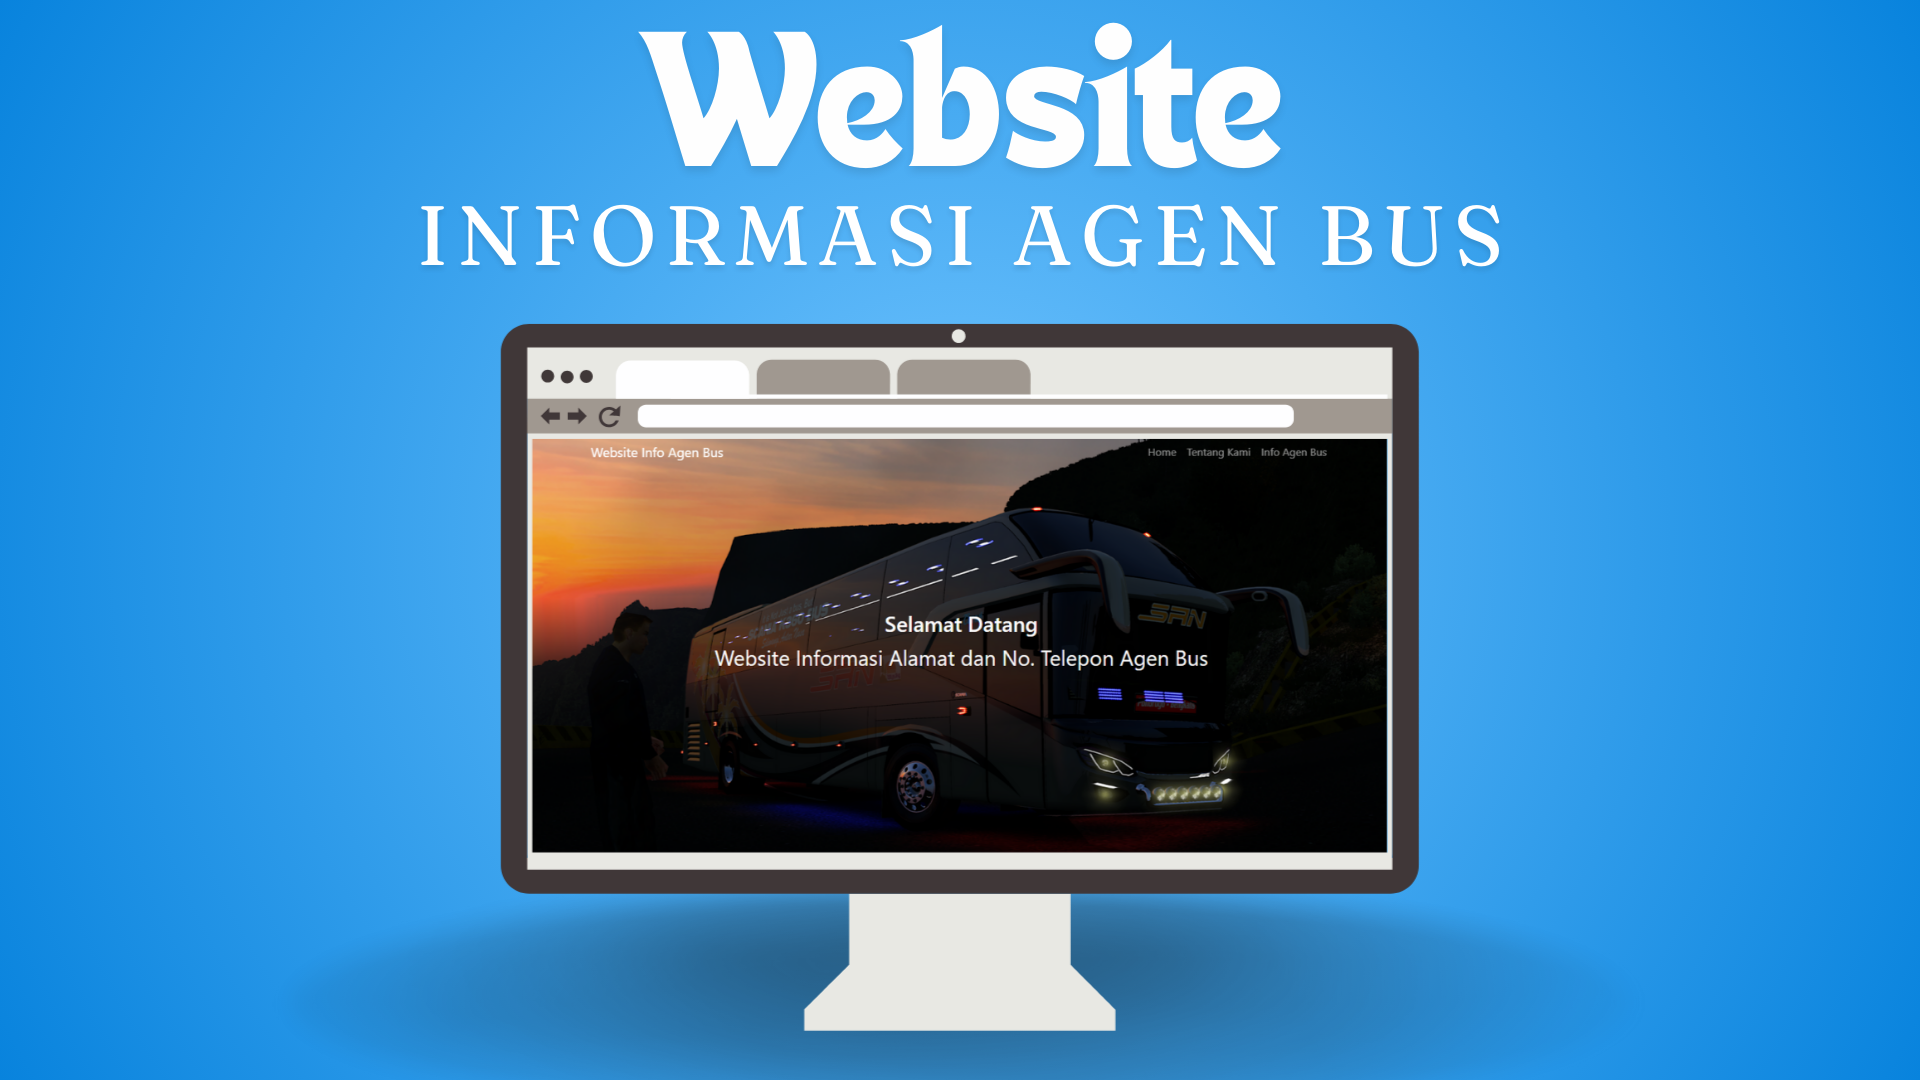 Website
INFORMASI AGEN BUS
Website Info Agen Bus
Home Tentang Kami Info Agen Bus
Selamat Datang
Website Informasi Alamat dan No. Telepon Agen Bus
SAN